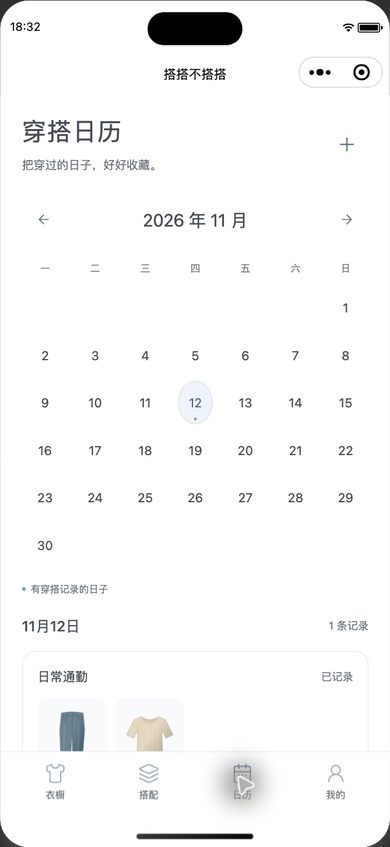 18:32
搭搭不搭搭
穿搭日历
把穿过的日子，好好收藏。
2026 年 11 月
一 二 三 四 五 六 日
1
2 3 4 5 6 7 8
9 10 11 12 13 14 15
16 17 18 19 20 21 22
23 24 25 26 27 28 29
30
有穿搭记录的日子
11月12日 1 条记录
日常通勤 已记录
衣橱 搭配 日历 我的